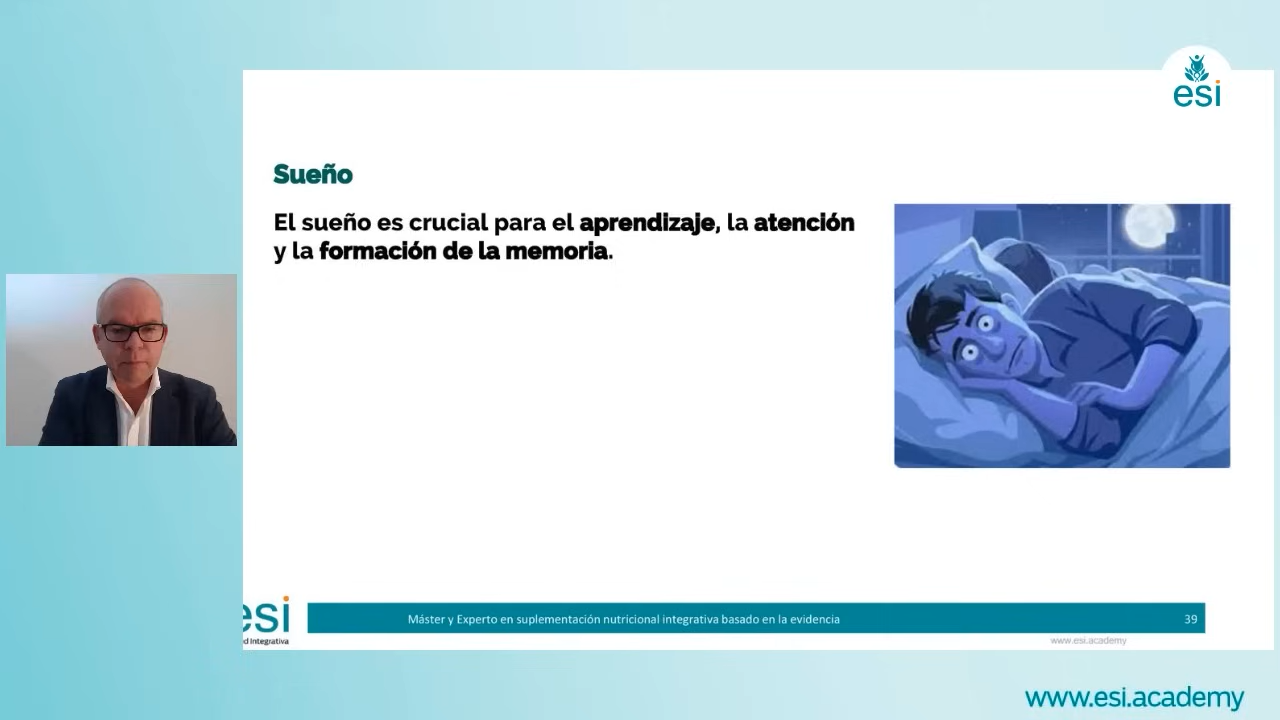 esi
Sueño
El sueño es crucial para el aprendizaje, la atención
y la formación de la memoria.
esi
d Integrativa
Máster y Experto en suplementación nutricional integrativa basado en la evidencia
39
www.esi.academy
www.esi.academy